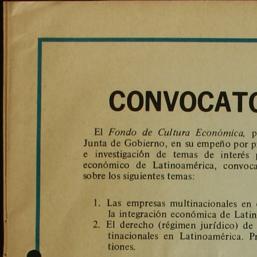 CONVOCATO
El Fondo de Cultura Económica, p
Junta de Gobierno, en su empeño por p
e investigación de temas de interés p
económico de Latinoamérica, convoca
sobre los siguientes temas:
1. Las empresas multinacionales en
la integración económica de Latin
2. El derecho (régimen jurídico) de
tinacionales en Latinoamérica. Pr
tiones.